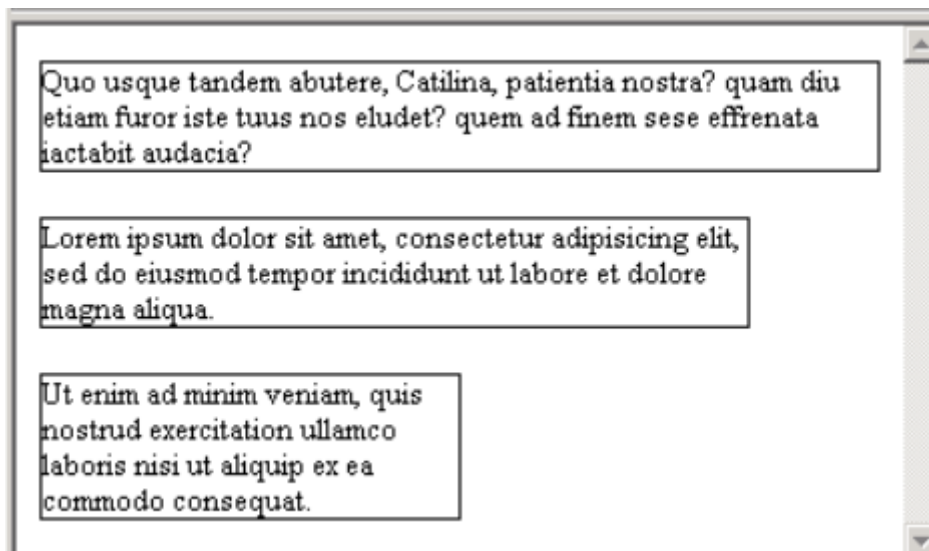 Quo usque tandem abutere, Catilina, patientia nostra? quam diu
etiam furor iste tuus nos eludet? quem ad finem sese effrenata
iactabit audacia?
Lorem ipsum dolor sit amet, consectetur adipisicing elit,
sed do eiusmod tempor incididunt ut labore et dolore
magna aliqua.
Ut enim ad minim veniam, quis
nostrud exercitation ullamco
laboris nisi ut aliquip ex ea
commodo consequat.